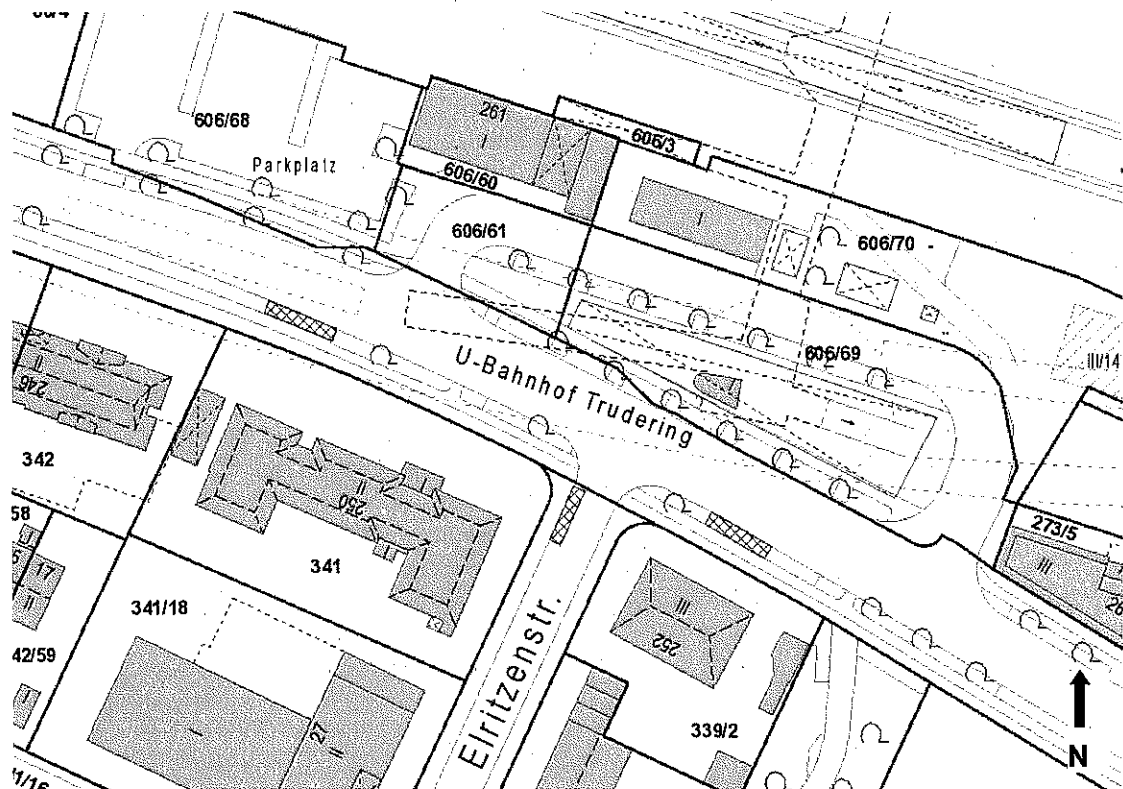 606/68
261
I
606/3
Parkplatz
606/60
I
606/61
606/70
606/69
III/14
U-Bahnhof Trudering
II
246
342
II
250
I
I
341
273/5
III
58
17
II
341/18
III
252
42/59
I
Elritzenstr.
339/2
I
27
II
N